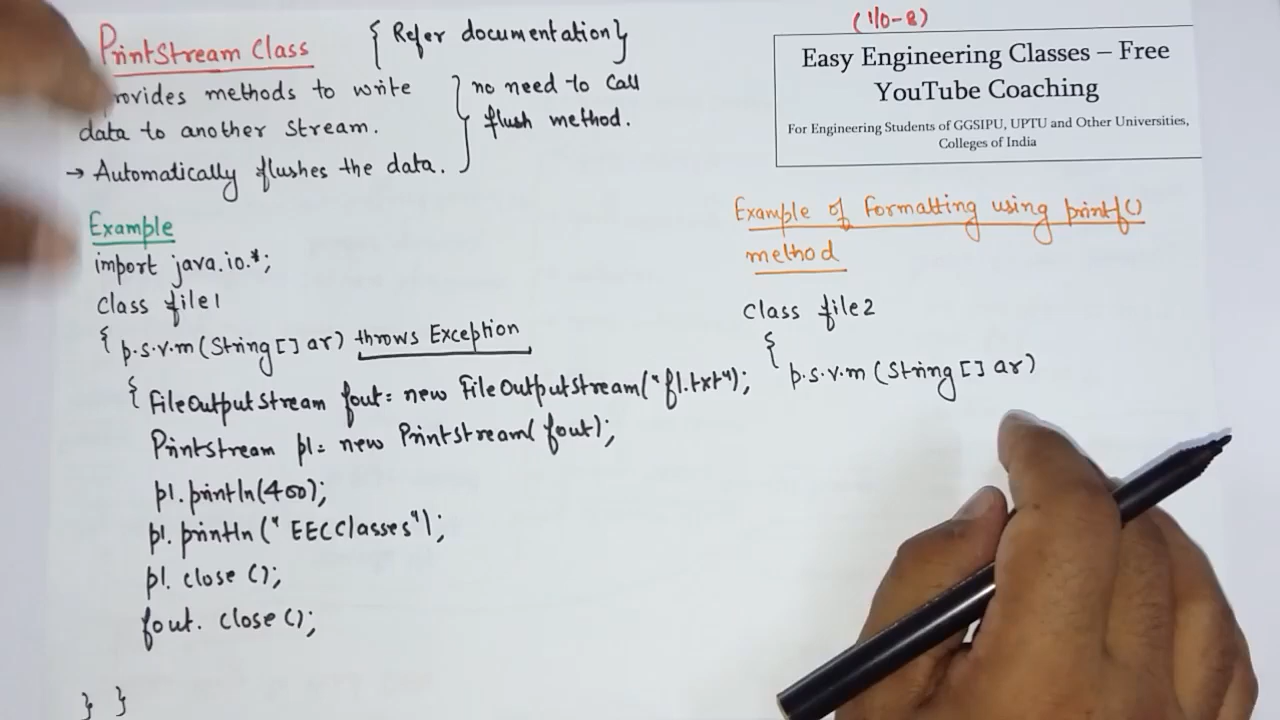 (I/O-8)
PrintStream Class { Refer documentation}
rovides methods to write
data to another Stream.
→ Automatically flushes the data.
no need to call
flush method.
Easy Engineering Classes – Free
YouTube Coaching
For Engineering Students of GGSIPU, UPTU and Other Universities,
Colleges of India
Example
import java.io.*;
class file1
{ p.s.v.m (String[] ar) throws Exception
{ FileOutputStream fout= new FileOutputStream("f1.txt");
PrintStream p1= new PrintStream( fout);
p1.println(400);
p1.println("EECClasses");
p1.close();
fout.close();
} }
Example of Formatting using printf()
method
class file2
{
p.s.v.m (String[] ar)